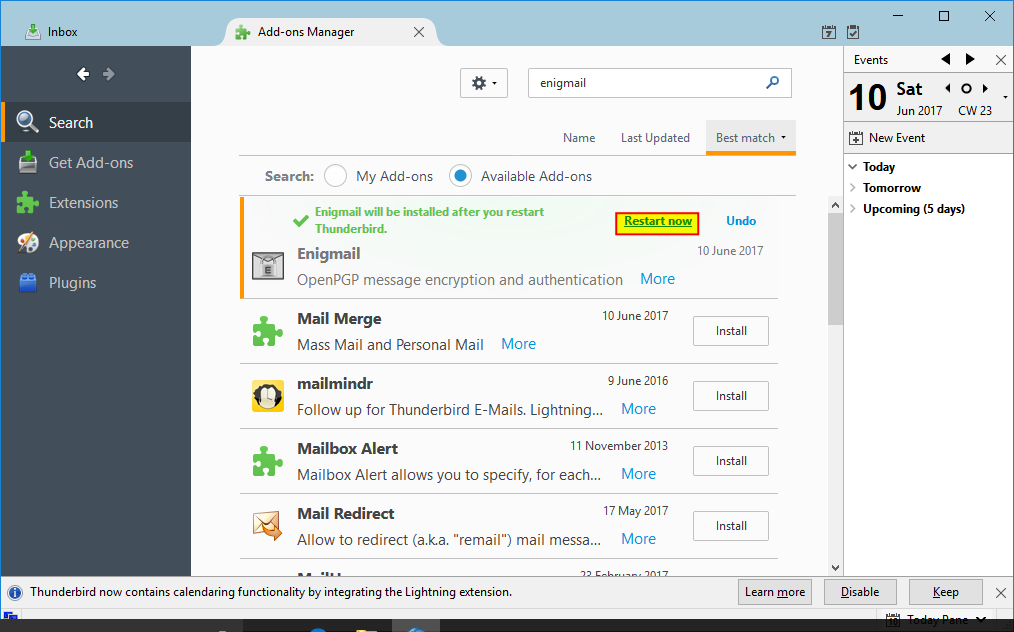 Inbox
Add-ons Manager
enigmail
Search
Get Add-ons
Extensions
Appearance
Plugins
Name
Last Updated
Best match
Search:
My Add-ons
Available Add-ons
Enigmail will be installed after you restart
Thunderbird.
Restart now
Undo
Enigmail
10 June 2017
OpenPGP message encryption and authentication
More
Mail Merge
10 June 2017
Mass Mail and Personal Mail
More
Install
mailmindr
9 June 2016
Follow up for Thunderbird E-Mails. Lightning...
More
Install
Mailbox Alert
11 November 2013
Mailbox Alert allows you to specify, for each...
More
Install
Mail Redirect
17 May 2017
Allow to redirect (a.k.a. "remail") mail messa...
More
Install
23 February 2017
Events
10
Sat
Jun 2017
CW 23
New Event
Today
Tomorrow
Upcoming (5 days)
Thunderbird now contains calendaring functionality by integrating the Lightning extension.
Learn more
Disable
Keep
Today Pane